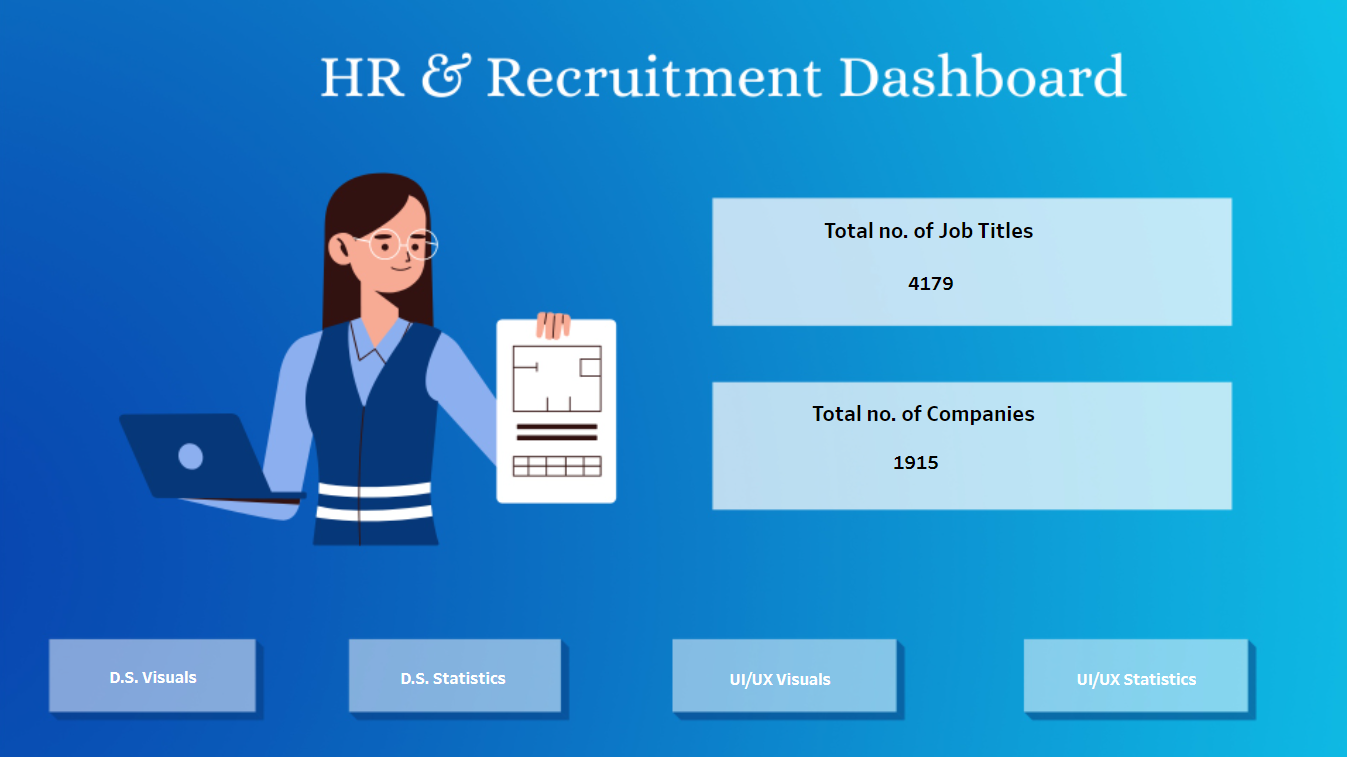 HR & Recruitment Dashboard
Total no. of Job Titles
4179
Total no. of Companies
1915
D.S. Visuals
D.S. Statistics
UI/UX Visuals
UI/UX Statistics